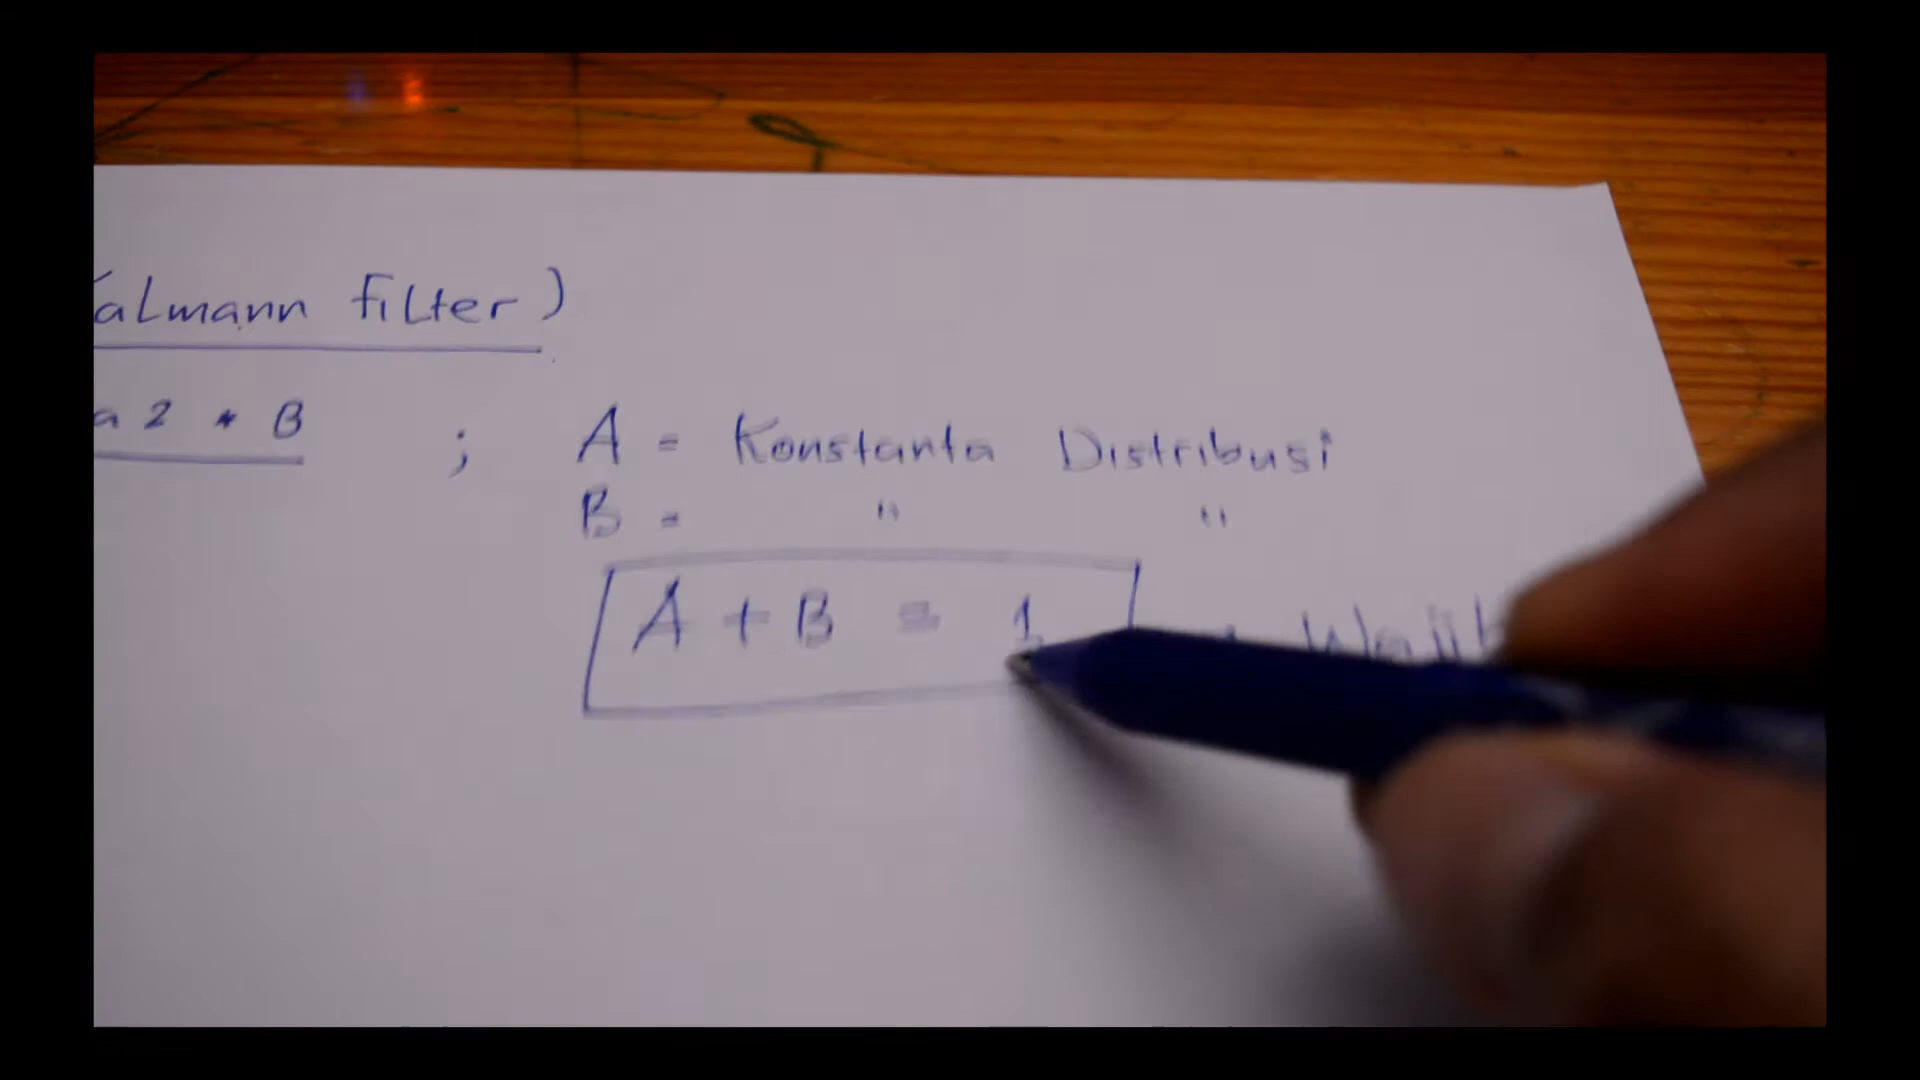 almann filter)
a 2 * B ; A = Konstanta Distribusi
B = " "
A + B = 1